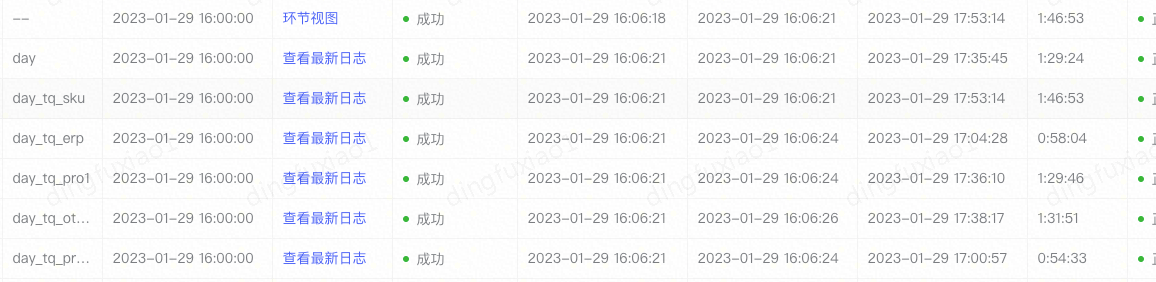 -- 2023-01-29 16:00:00 环节视图 成功 2023-01-29 16:06:18 2023-01-29 16:06:21 2023-01-29 17:53:14 1:46:53
day 2023-01-29 16:00:00 查看最新日志 成功 2023-01-29 16:06:21 2023-01-29 16:06:21 2023-01-29 17:35:45 1:29:24
day_tq_sku 2023-01-29 16:00:00 查看最新日志 成功 2023-01-29 16:06:21 2023-01-29 16:06:21 2023-01-29 17:53:14 1:46:53
day_tq_erp 2023-01-29 16:00:00 查看最新日志 成功 2023-01-29 16:06:21 2023-01-29 16:06:24 2023-01-29 17:04:28 0:58:04
day_tq_pro1 2023-01-29 16:00:00 查看最新日志 成功 2023-01-29 16:06:21 2023-01-29 16:06:24 2023-01-29 17:36:10 1:29:46
day_tq_ot... 2023-01-29 16:00:00 查看最新日志 成功 2023-01-29 16:06:21 2023-01-29 16:06:26 2023-01-29 17:38:17 1:31:51
day_tq_pr... 2023-01-29 16:00:00 查看最新日志 成功 2023-01-29 16:06:21 2023-01-29 16:06:24 2023-01-29 17:00:57 0:54:33
dingfuxiao1